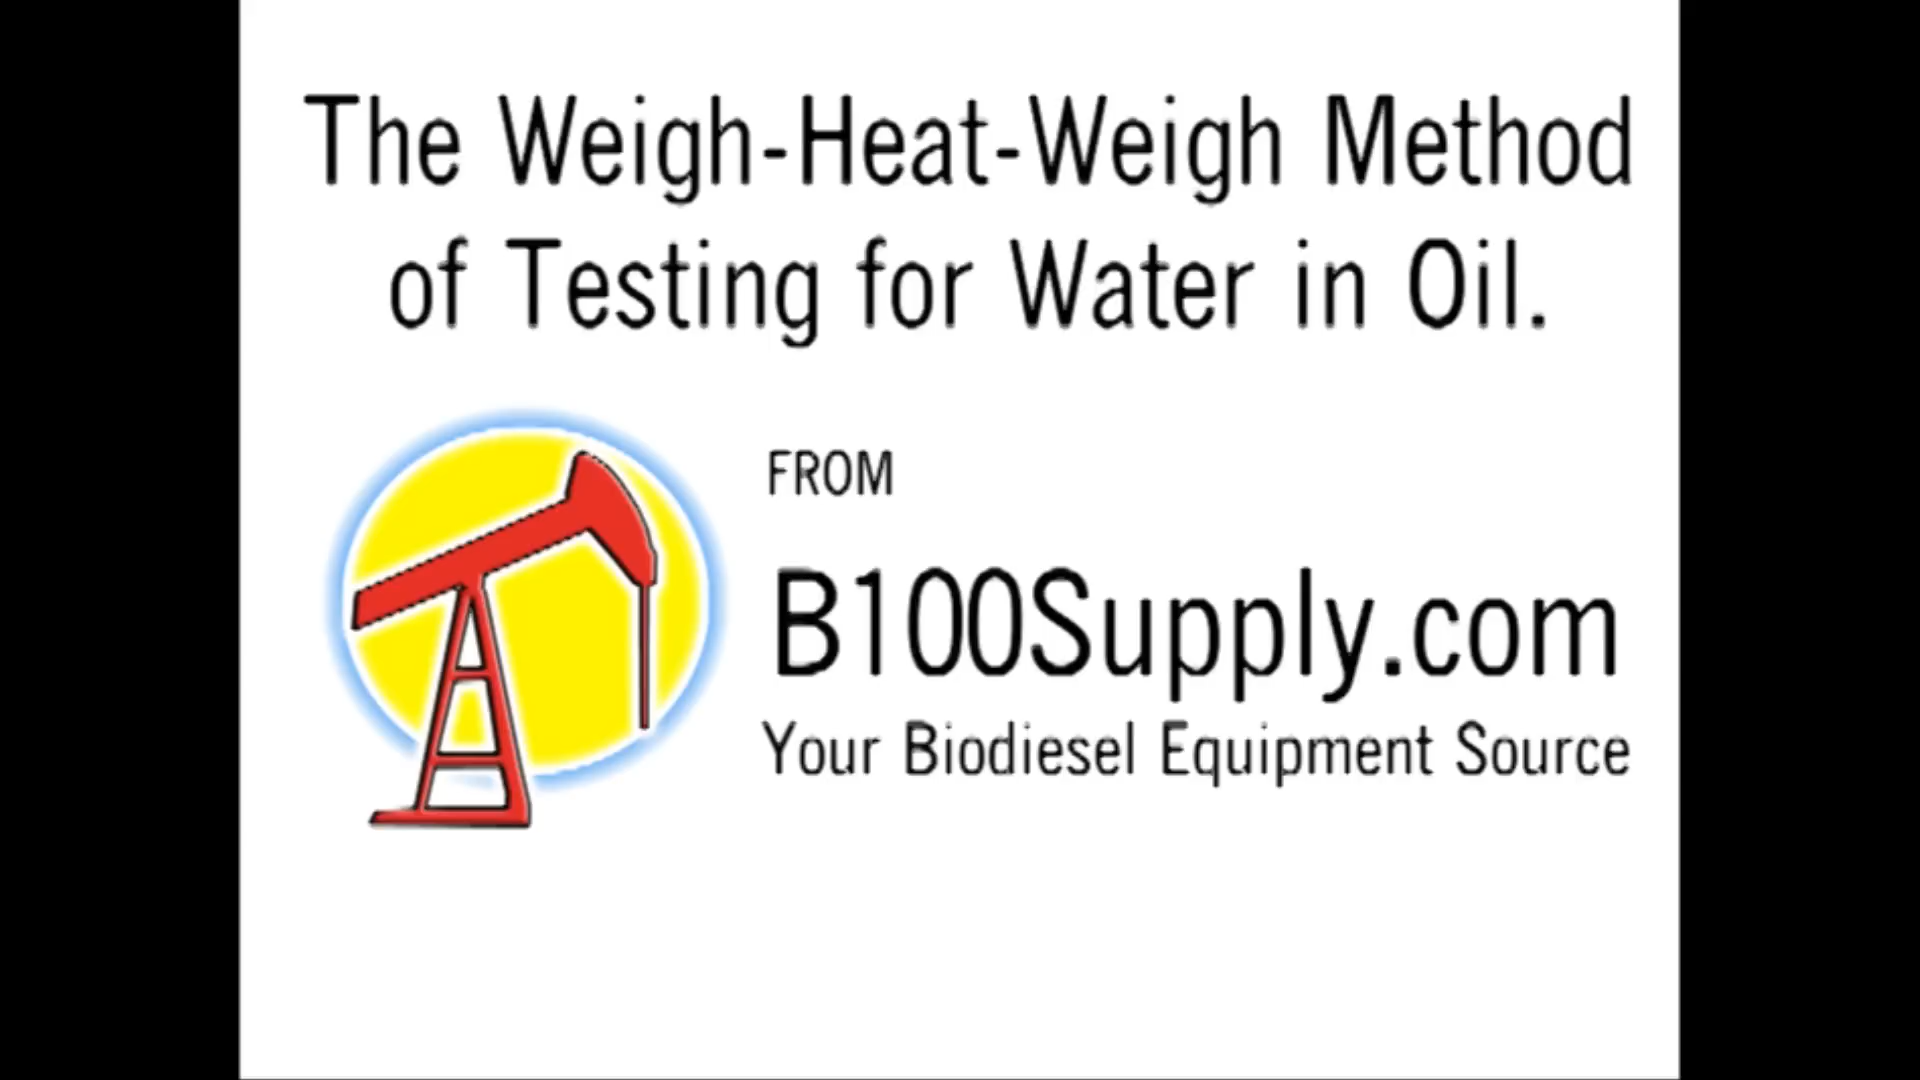 The Weigh-Heat-Weigh Method
of Testing for Water in Oil.
FROM
B100Supply.com
Your Biodiesel Equipment Source